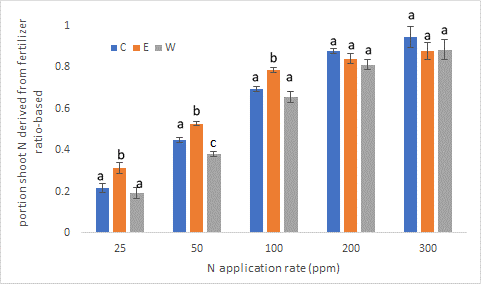 1
C E W
a a a
a b a
a a a
0.8
0.6
a b c
0.4
a b a
0.2
0
25 50 100 200 300
N application rate (ppm)
portion shoot N derived from fertilizer
ratio-based